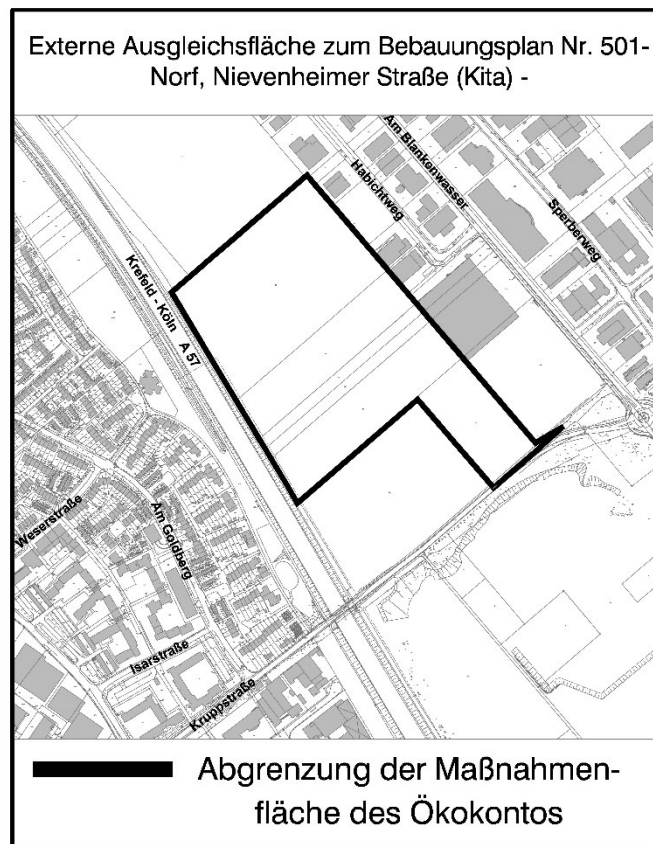 Externe Ausgleichsfläche zum Bebauungsplan Nr. 501-
Norf, Nievenheimer Straße (Kita) -
Am Blankenwasser
Habichtweg
Sperberweg
Krefeld - Köln A 57
Weserstraße
Am Goldberg
Isarstraße
Kruppstraße
Abgrenzung der Maßnahmen-
fläche des Ökokontos